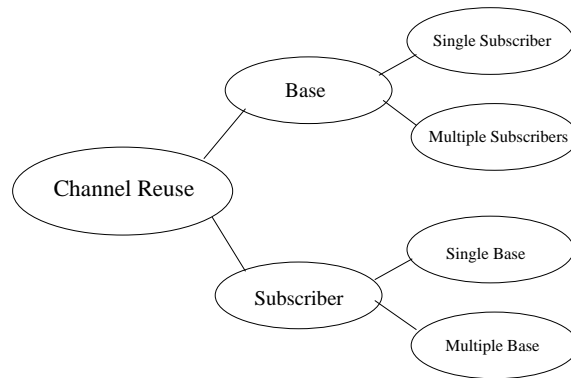 Single Subscriber
Base
Multiple Subscribers
Channel Reuse
Single Base
Subscriber
Multiple Base